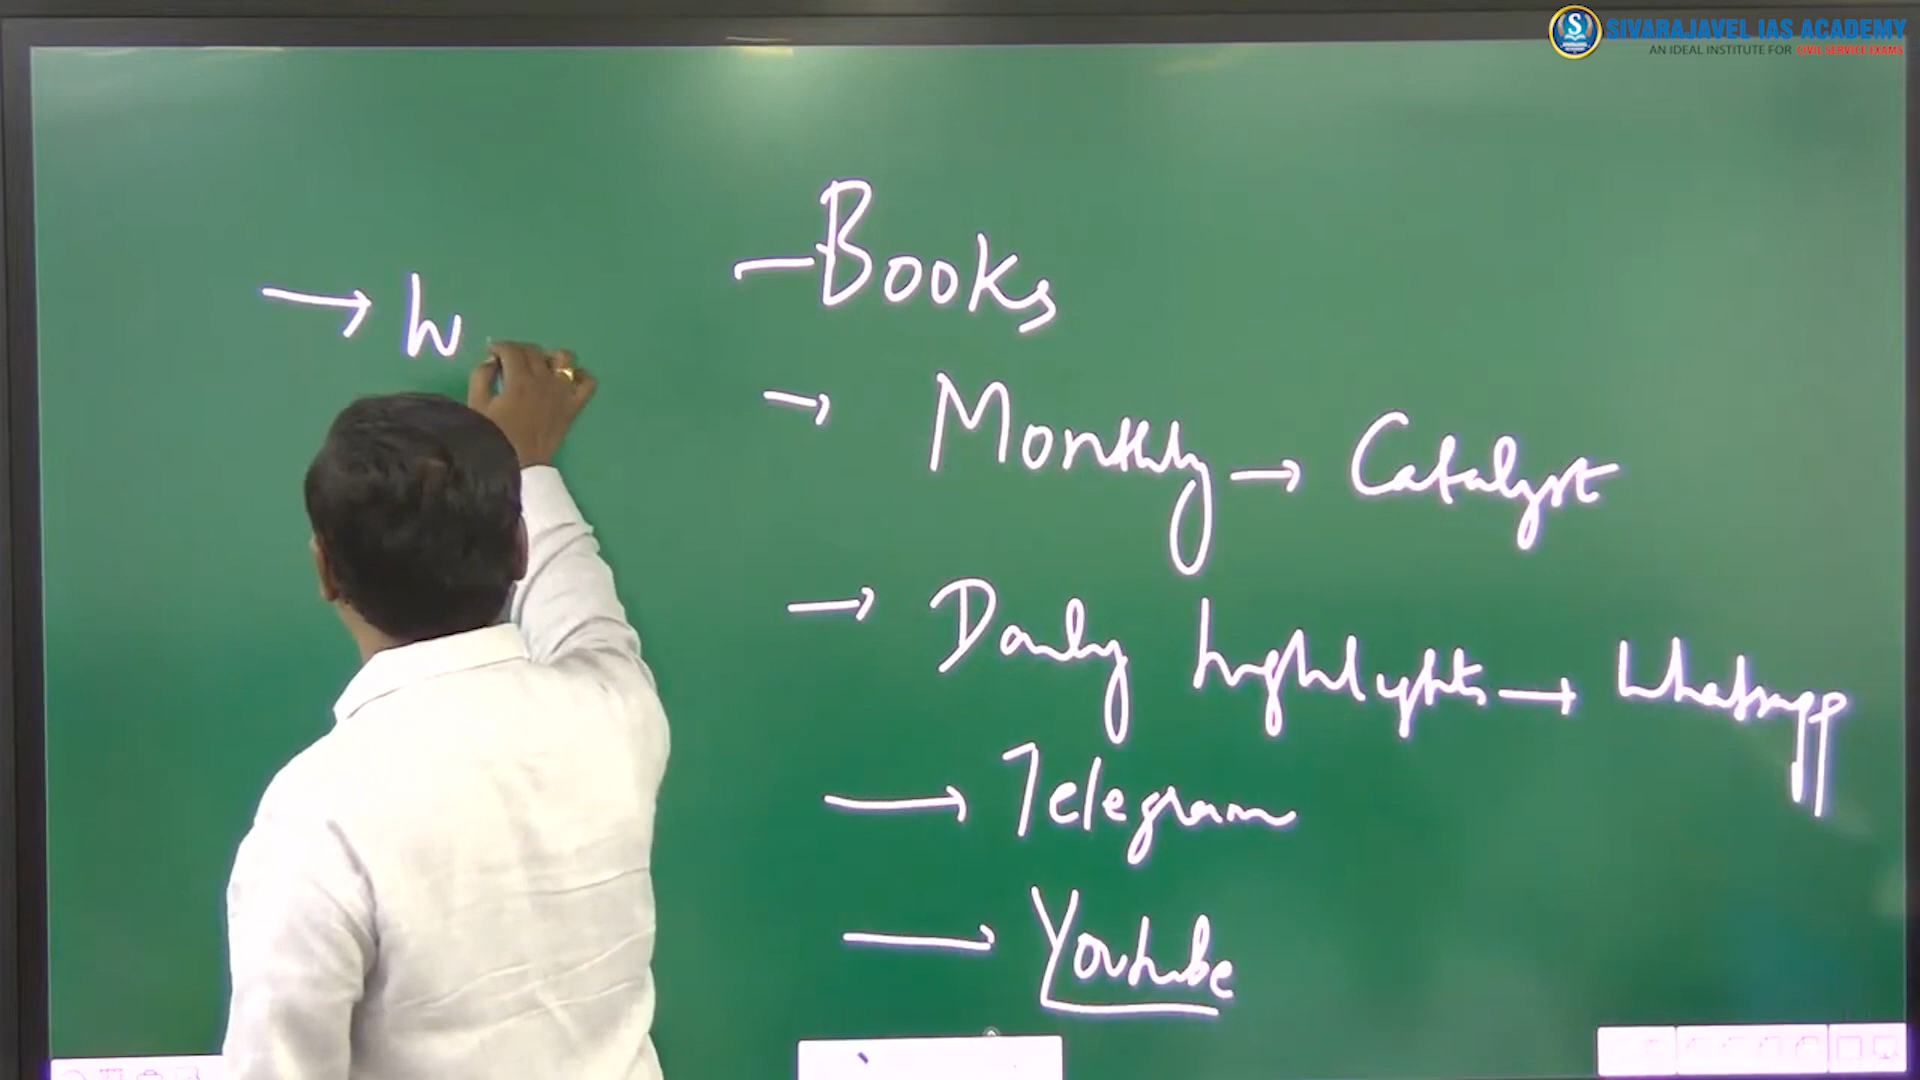 SIVARAJAVEL IAS ACADEMY
AN IDEAL INSTITUTE FOR CIVIL SERVICE EXAMS
Books
→ W
→ Monthly → Catalyst
→ Daily highlights → Whatsapp
→ Telegram
→ Youtube